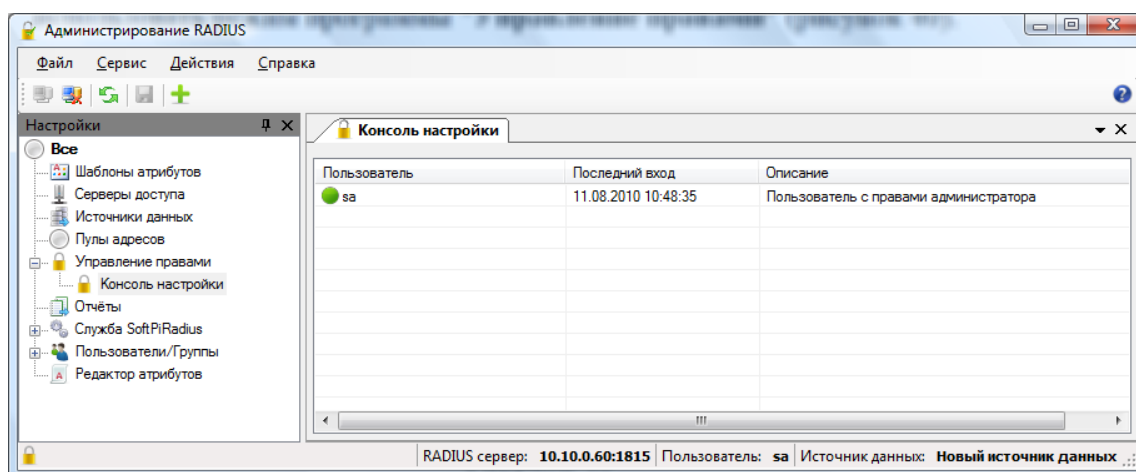 Администрирование RADIUS
Файл Сервис Действия Справка
Настройки
Все
Шаблоны атрибутов
Серверы доступа
Источники данных
Пулы адресов
Управление правами
Консоль настройки
Отчёты
Служба SoftPiRadius
Пользователи/Группы
Редактор атрибутов
Консоль настройки
Пользователь Последний вход Описание
sa 11.08.2010 10:48:35 Пользователь с правами администратора
RADIUS сервер: 10.10.0.60:1815 Пользователь: sa Источник данных: Новый источник данных